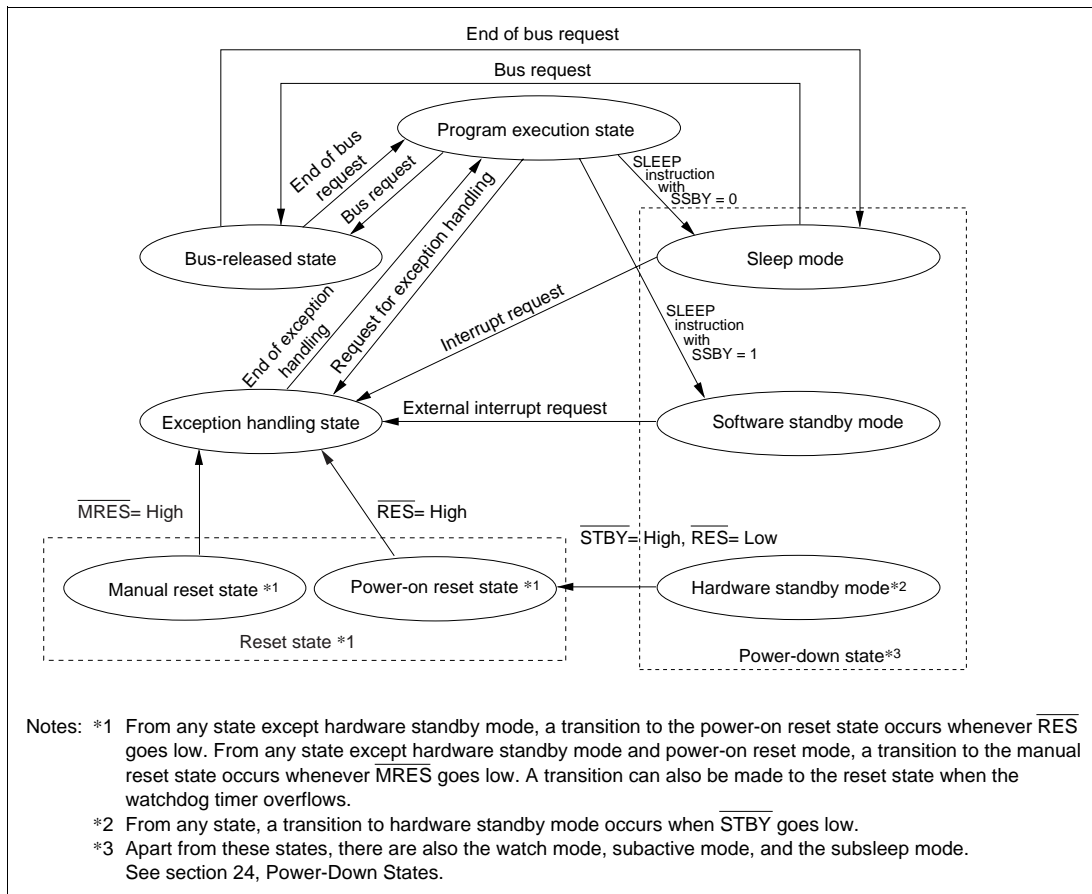 End of bus request
Bus request
Program execution state
End of bus
request
Bus request
SLEEP
instruction
with
SSBY = 0
Bus-released state
Sleep mode
End of exception
handling
Request for exception handling
Interrupt request
SLEEP
instruction
with
SSBY = 1
Exception handling state
External interrupt request
Software standby mode
M̅R̅E̅S̅= High
R̅E̅S̅= High
S̅T̅B̅Y̅= High, R̅E̅S̅= Low
Manual reset state *1
Power-on reset state *1
Hardware standby mode*2
Reset state *1
Power-down state*3
Notes: *1 From any state except hardware standby mode, a transition to the power-on reset state occurs whenever R̅E̅S̅
goes low. From any state except hardware standby mode and power-on reset mode, a transition to the manual
reset state occurs whenever M̅R̅E̅S̅ goes low. A transition can also be made to the reset state when the
watchdog timer overflows.
*2 From any state, a transition to hardware standby mode occurs when S̅T̅B̅Y̅ goes low.
*3 Apart from these states, there are also the watch mode, subactive mode, and the subsleep mode.
See section 24, Power-Down States.